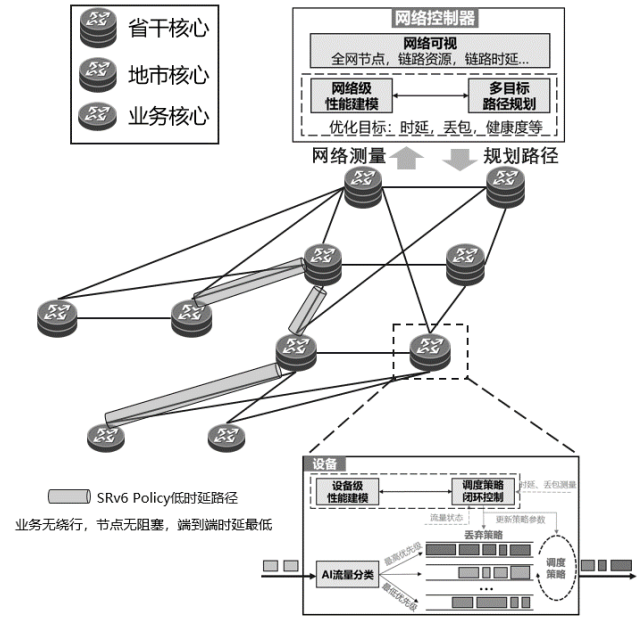 省干核心
地市核心
业务核心
网络控制器
网络可视
全网节点，链路资源，链路时延...
网络级
性能建模
多目标
路径规划
优化目标：时延，丢包，健康度等
网络测量
规划路径
SRv6 Policy低时延路径
业务无绕行，节点无阻塞，端到端时延最低
设备
设备级
性能建模
调度策略
闭环控制
时延、丢包测量
流量状态
更新策略参数
丢弃策略
AI流量分类
最高优先级
最低优先级
...
调度
策略